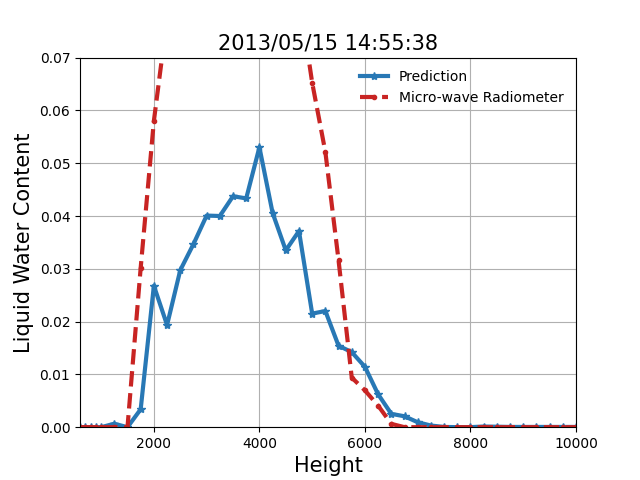 2013/05/15 14:55:38
Prediction
Micro-wave Radiometer
Liquid Water Content
0.07
0.06
0.05
0.04
0.03
0.02
0.01
0.00
2000 4000 6000 8000 10000
Height